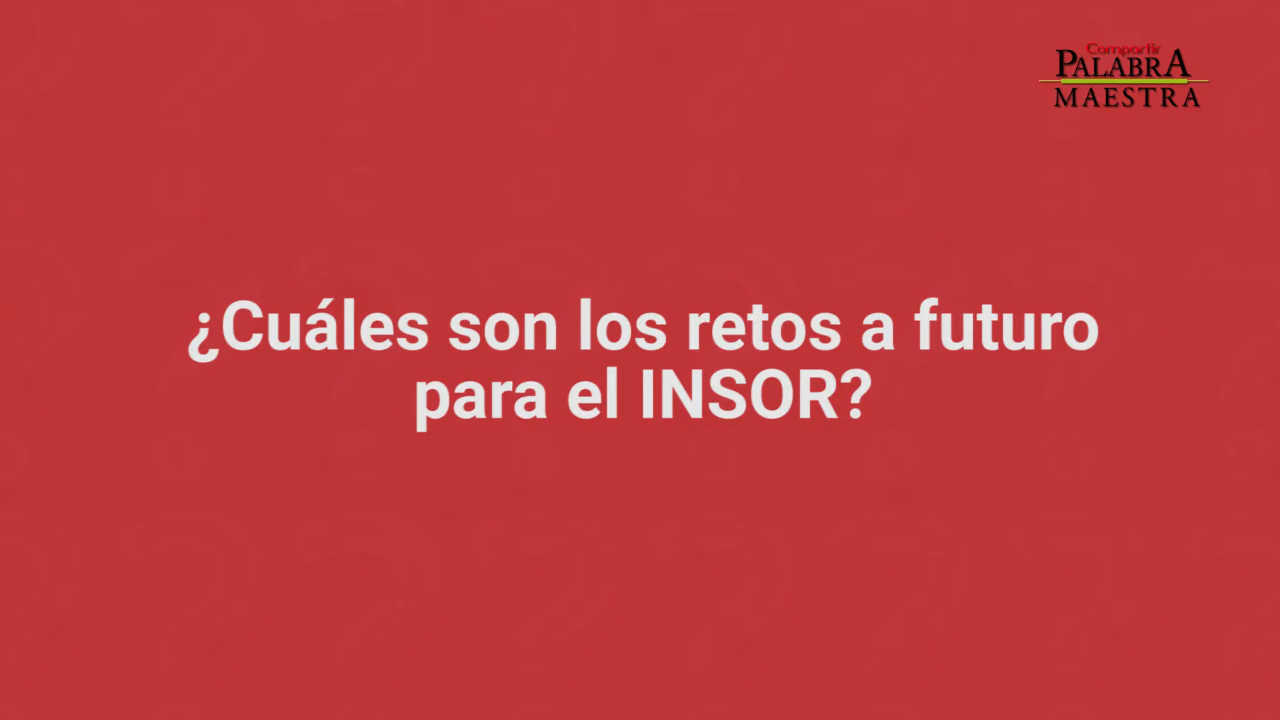 Compartir
PALABRA
MAESTRA
¿Cuáles son los retos a futuro
para el INSOR?